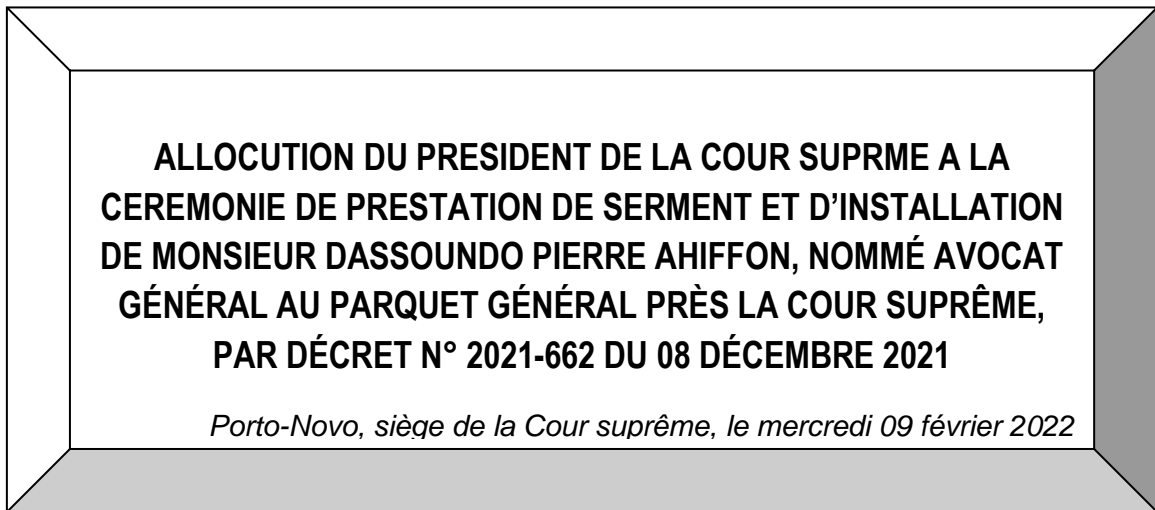 ALLOCUTION DU PRESIDENT DE LA COUR SUPRME A LA
CEREMONIE DE PRESTATION DE SERMENT ET D’INSTALLATION
DE MONSIEUR DASSOUNDO PIERRE AHIFFON, NOMMÉ AVOCAT
GÉNÉRAL AU PARQUET GÉNÉRAL PRÈS LA COUR SUPRÊME,
PAR DÉCRET N° 2021-662 DU 08 DÉCEMBRE 2021
Porto-Novo, siège de la Cour suprême, le mercredi 09 février 2022